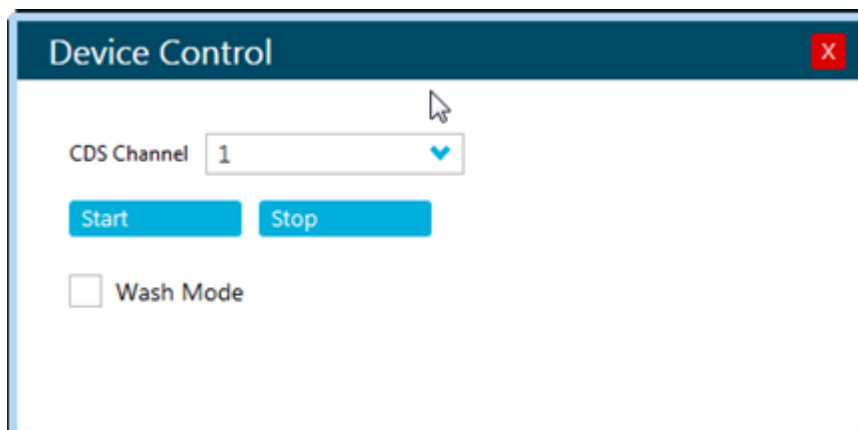 Device Control X
CDS Channel 1
Start Stop
Wash Mode